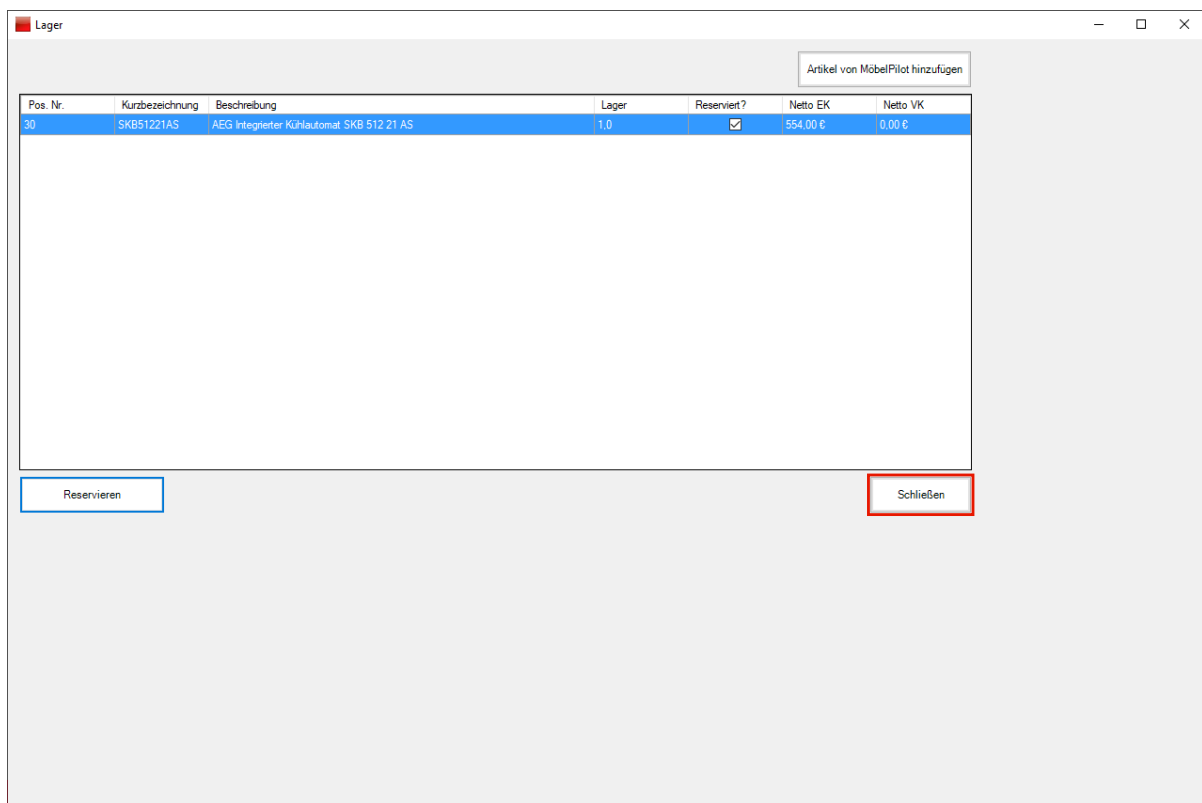 Lager
Artikel von MöbelPilot hinzufügen
Pos. Nr. Kurzbezeichnung Beschreibung Lager Reserviert? Netto EK Netto VK
30 SKB51221AS AEG Integrierter Kühlautomat SKB 512 21 AS 1,0 554,00 € 0,00 €
Reservieren Schließen